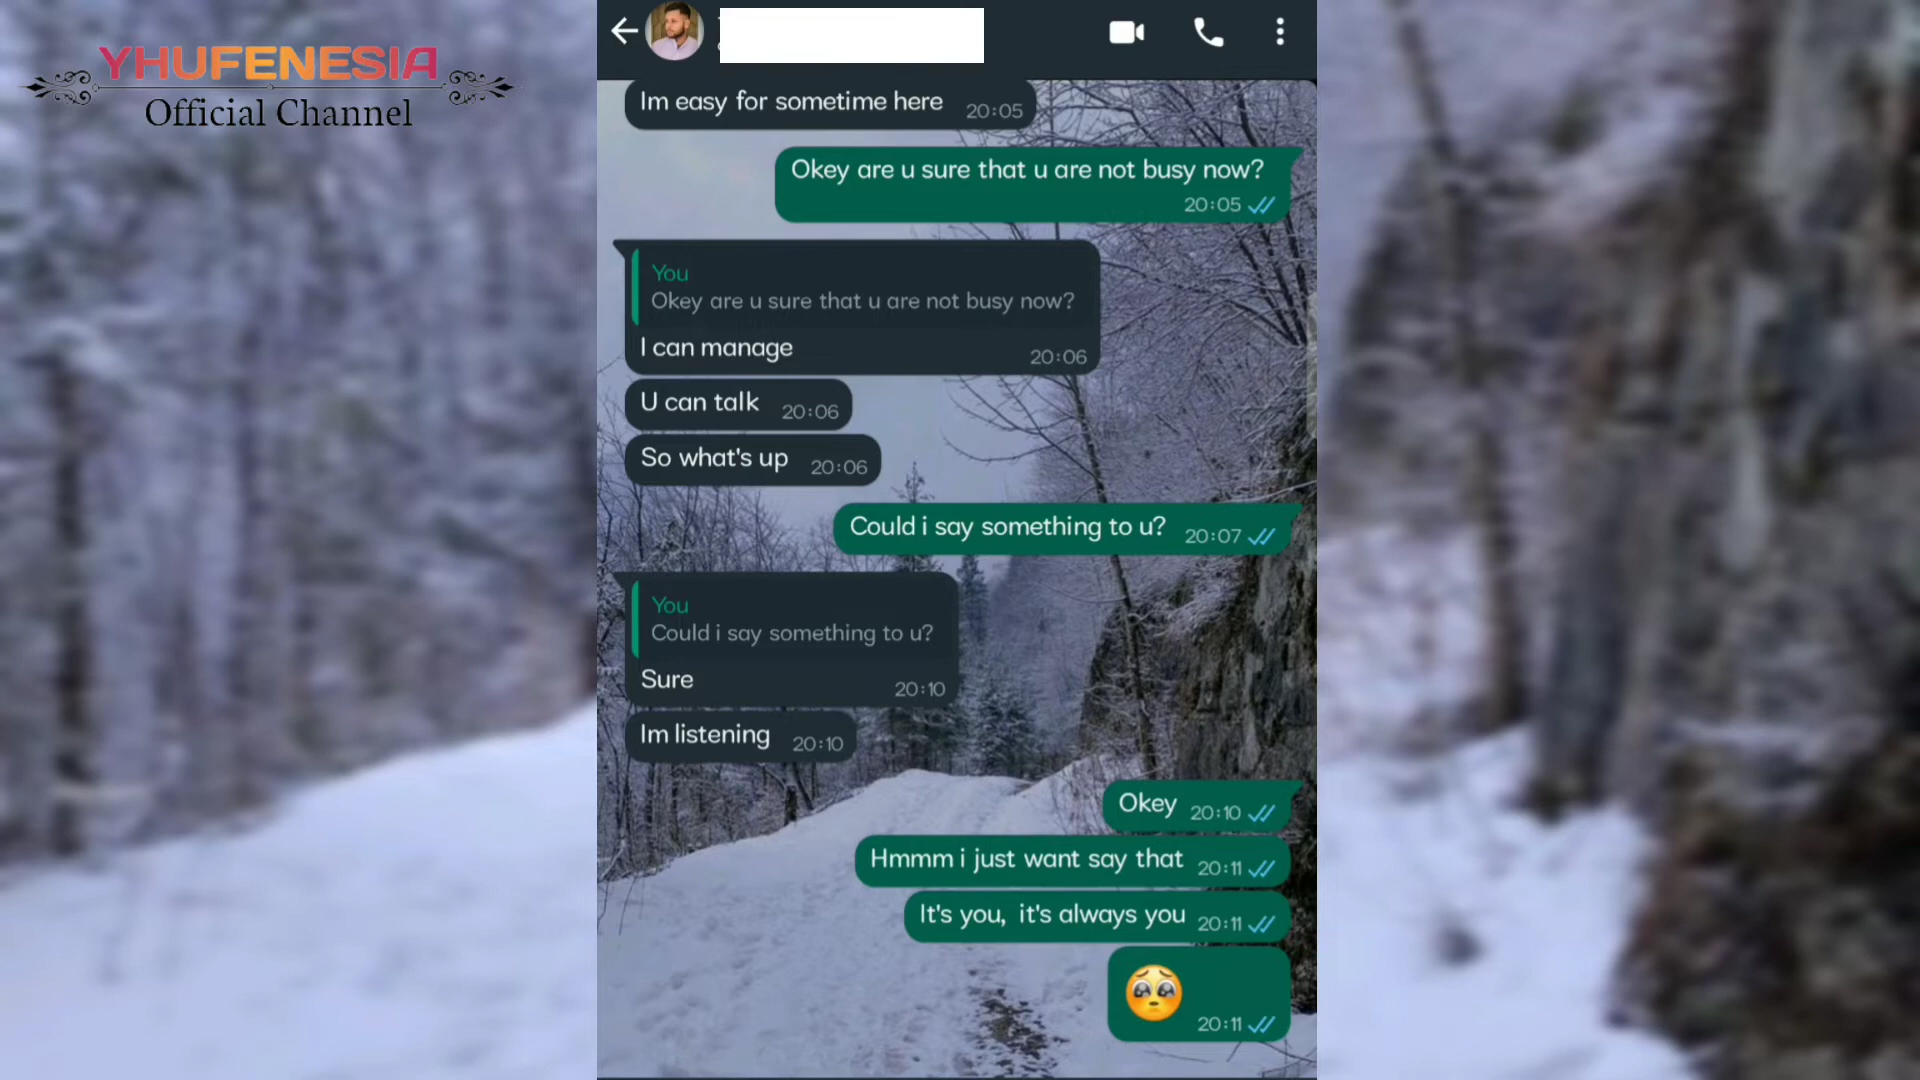 YHUFENESIA
Official Channel
Im easy for sometime here 20:05
Okey are u sure that u are not busy now?
20:05
You
Okey are u sure that u are not busy now?
I can manage 20:06
U can talk 20:06
So what's up 20:06
Could i say something to u? 20:07
You
Could i say something to u?
Sure 20:10
Im listening 20:10
Okey 20:10
Hmmm i just want say that 20:11
It's you, it's always you 20:11
20:11